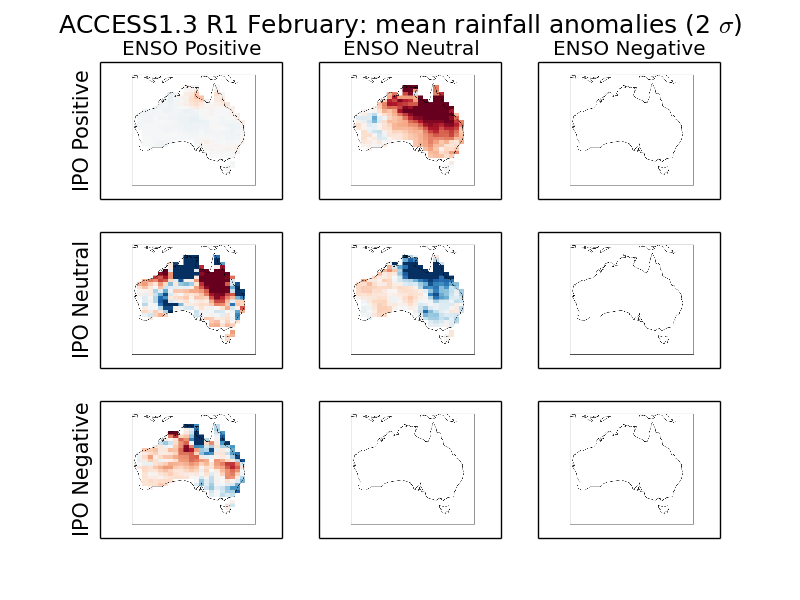 ACCESS1.3 R1 February: mean rainfall anomalies (2 σ)
ENSO Positive ENSO Neutral ENSO Negative
IPO Positive
IPO Neutral
IPO Negative